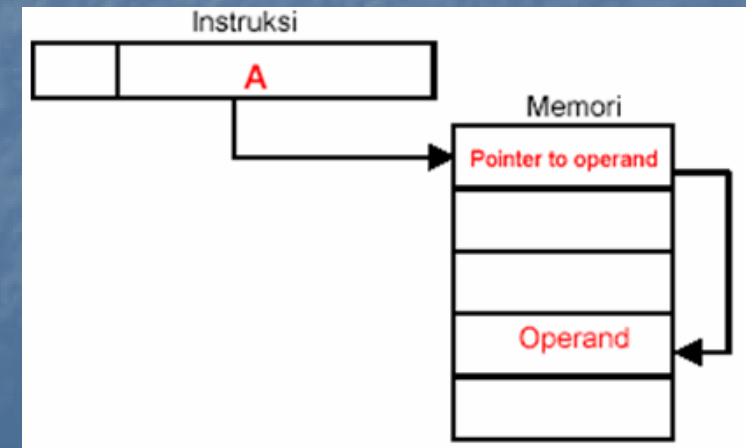 Instruksi
A
Memori
Pointer to operand
Operand